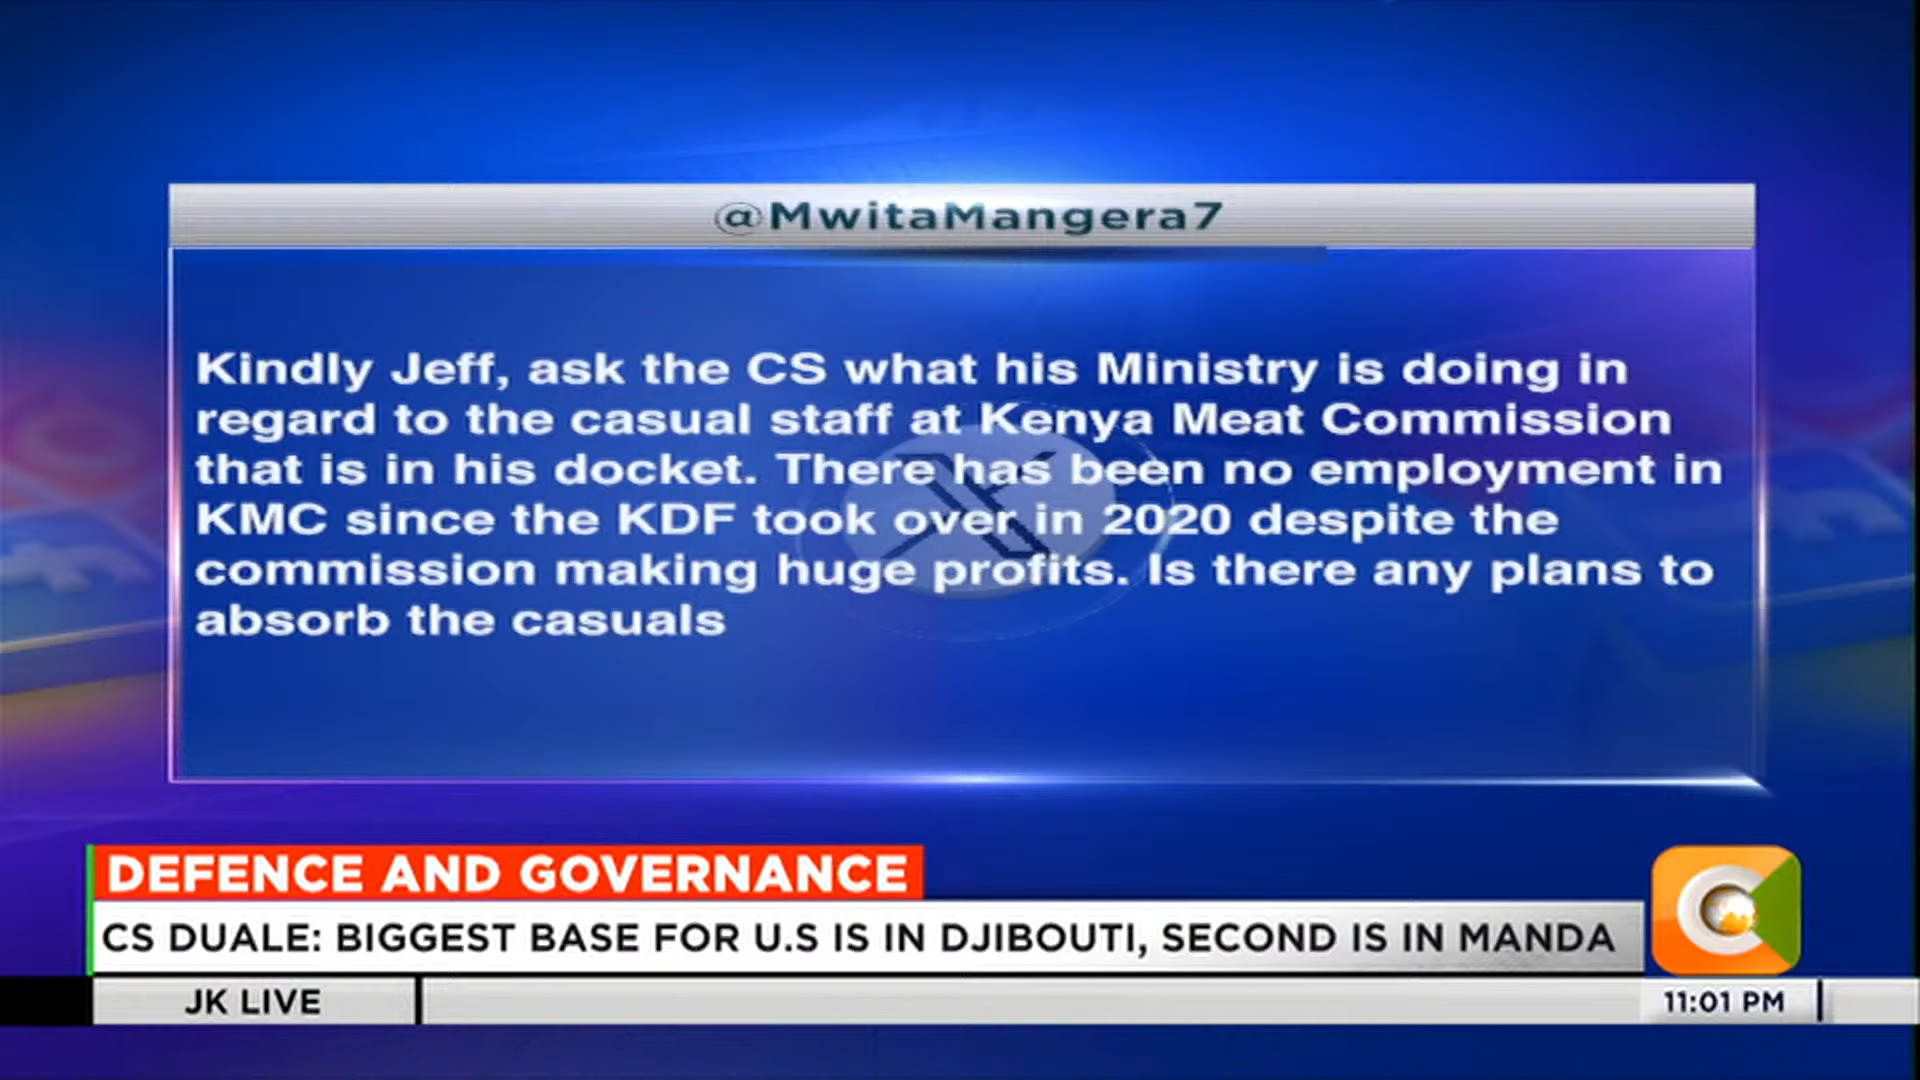 @MwitaMangera7
Kindly Jeff, ask the CS what his Ministry is doing in
regard to the casual staff at Kenya Meat Commission
that is in his docket. There has been no employment in
KMC since the KDF took over in 2020 despite the
commission making huge profits. Is there any plans to
absorb the casuals
DEFENCE AND GOVERNANCE
CS DUALE: BIGGEST BASE FOR U.S IS IN DJIBOUTI, SECOND IS IN MANDA
JK LIVE
11:01 PM